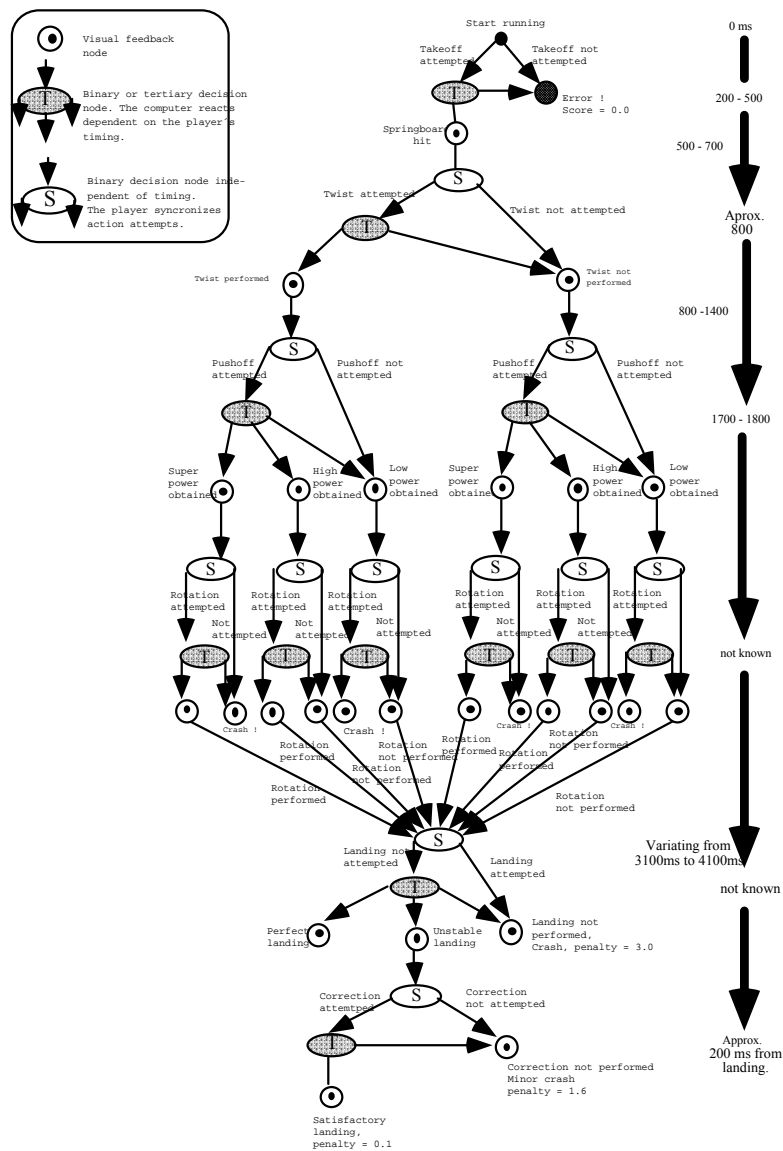 Visual feedback
node
T
Binary or tertiary decision
node. The computer reacts
dependent on the player´s
timing.
S
Binary decision node inde-
pendent of timing.
The player syncronizes
action attempts.
Start running
0 ms
Takeoff
attempted
Takeoff not
attempted
T
Error !
Score = 0.0
200 - 500
Springboard
hit
500 - 700
S
Twist attempted
Twist not attempted
Aprox.
800
T
Twist performed
Twist not
performed
800 -1400
S
S
Pushoff
attempted
Pushoff not
attempted
Pushoff
attempted
Pushoff not
attempted
T
T
1700 - 1800
Super
power
obtained
High
power
obtained
Low
power
obtained
Super
power
obtained
High
power
obtained
Low
power
obtained
S
S
S
S
S
S
Rotation
attempted
Rotation
attempted
Rotation
attempted
Rotation
attempted
Rotation
attempted
Rotation
attempted
Not
attempted
Not
attempted
Not
attempted
Not
attempted
Not
attempted
T
T
T
T
T
T
not known
Crash !
Crash !
Crash !
Crash !
Rotation
performed
Rotation
performed
Rotation
not performed
Rotation
not performed
Rotation
performed
Rotation
performed
Rotation
not performed
Rotation
not performed
S
Variating from
3100ms to 4100ms
Landing not
attempted
Landing
attempted
T
not known
Perfect
landing
Unstable
landing
Landing not
performed,
Crash, penalty = 3.0
S
Correction
attemtped
Correction
not attempted
T
Approx.
200 ms from
landing.
Correction not performed
Minor crash
penalty = 1.6
Satisfactory
landing,
penalty = 0.1